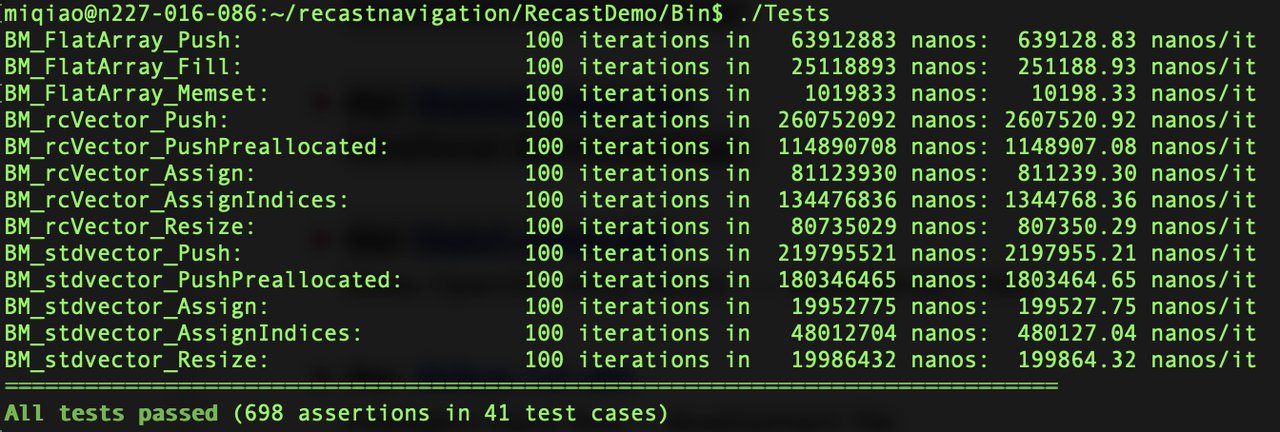 miqiao@n227-016-086:~/recastnavigation/RecastDemo/Bin$ ./Tests
BM_FlatArray_Push: 100 iterations in 63912883 nanos: 639128.83 nanos/it
BM_FlatArray_Fill: 100 iterations in 25118893 nanos: 251188.93 nanos/it
BM_FlatArray_Memset: 100 iterations in 1019833 nanos: 10198.33 nanos/it
BM_rcVector_Push: 100 iterations in 260752092 nanos: 2607520.92 nanos/it
BM_rcVector_PushPreallocated: 100 iterations in 114890708 nanos: 1148907.08 nanos/it
BM_rcVector_Assign: 100 iterations in 81123930 nanos: 811239.30 nanos/it
BM_rcVector_AssignIndices: 100 iterations in 134476836 nanos: 1344768.36 nanos/it
BM_rcVector_Resize: 100 iterations in 80735029 nanos: 807350.29 nanos/it
BM_stdvector_Push: 100 iterations in 219795521 nanos: 2197955.21 nanos/it
BM_stdvector_PushPreallocated: 100 iterations in 180346465 nanos: 1803464.65 nanos/it
BM_stdvector_Assign: 100 iterations in 19952775 nanos: 199527.75 nanos/it
BM_stdvector_AssignIndices: 100 iterations in 48012704 nanos: 480127.04 nanos/it
BM_stdvector_Resize: 100 iterations in 19986432 nanos: 199864.32 nanos/it
===============================================================================
All tests passed (698 assertions in 41 test cases)